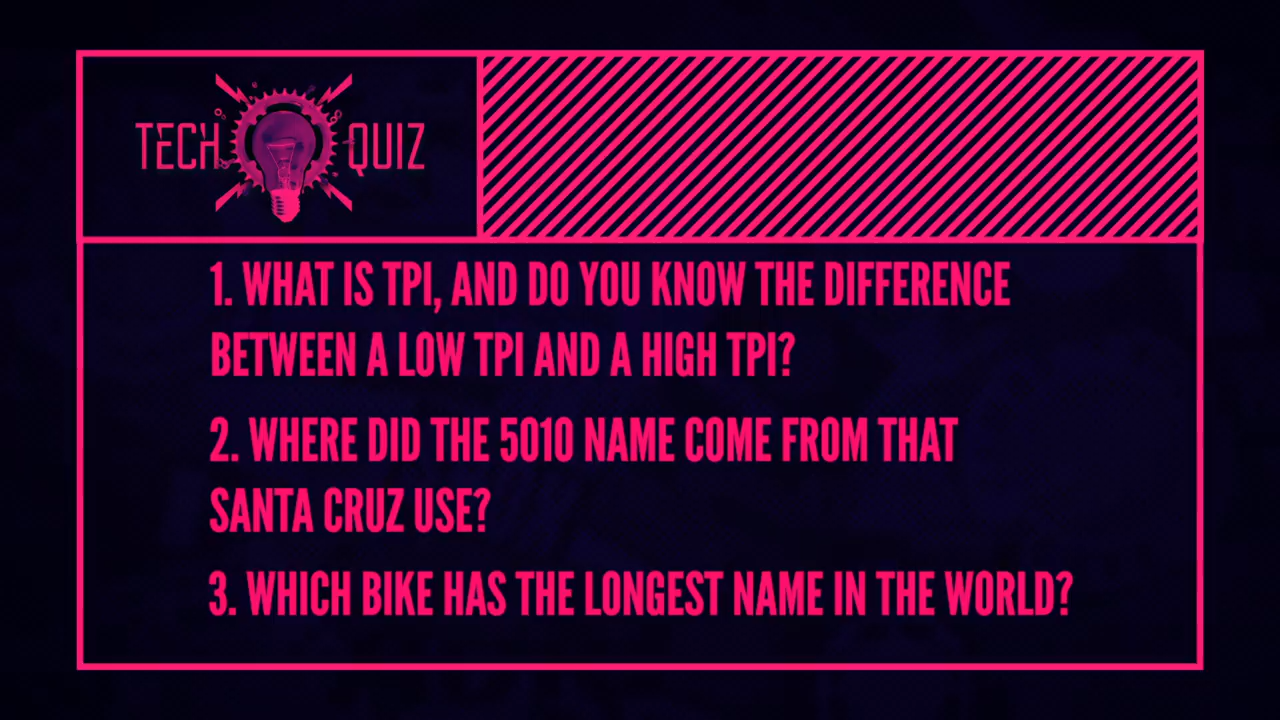 TECH QUIZ
1. WHAT IS TPI, AND DO YOU KNOW THE DIFFERENCE
BETWEEN A LOW TPI AND A HIGH TPI?
2. WHERE DID THE 5010 NAME COME FROM THAT
SANTA CRUZ USE?
3. WHICH BIKE HAS THE LONGEST NAME IN THE WORLD?